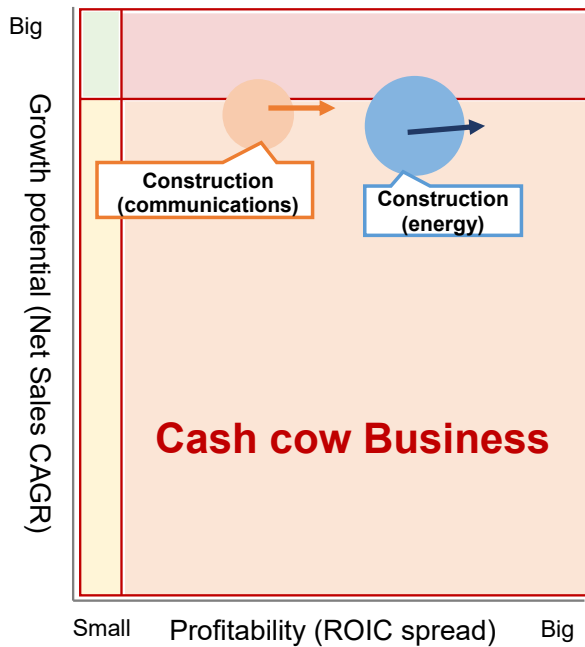 Big
Growth potential (Net Sales CAGR)
Construction
(communications)
Construction
(energy)
Cash cow Business
Small
Profitability (ROIC spread)
Big